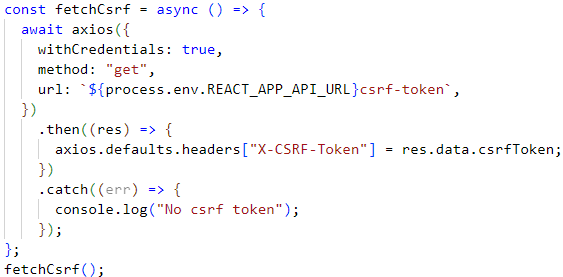 const fetchCsrf = async () => {
  await axios({
    withCredentials: true,
    method: "get",
    url: `${process.env.REACT_APP_API_URL}csrf-token`,
  })
    .then((res) => {
      axios.defaults.headers["X-CSRF-Token"] = res.data.csrfToken;
    })
    .catch((err) => {
      console.log("No csrf token");
    });
};
fetchCsrf();